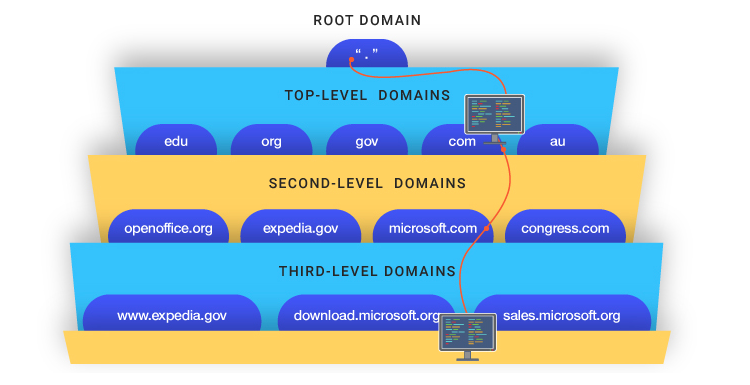 ROOT DOMAIN
“.”
TOP-LEVEL DOMAINS
edu org gov com au
SECOND-LEVEL DOMAINS
openoffice.org expedia.gov microsoft.com congress.com
THIRD-LEVEL DOMAINS
www.expedia.gov download.microsoft.org sales.microsoft.org